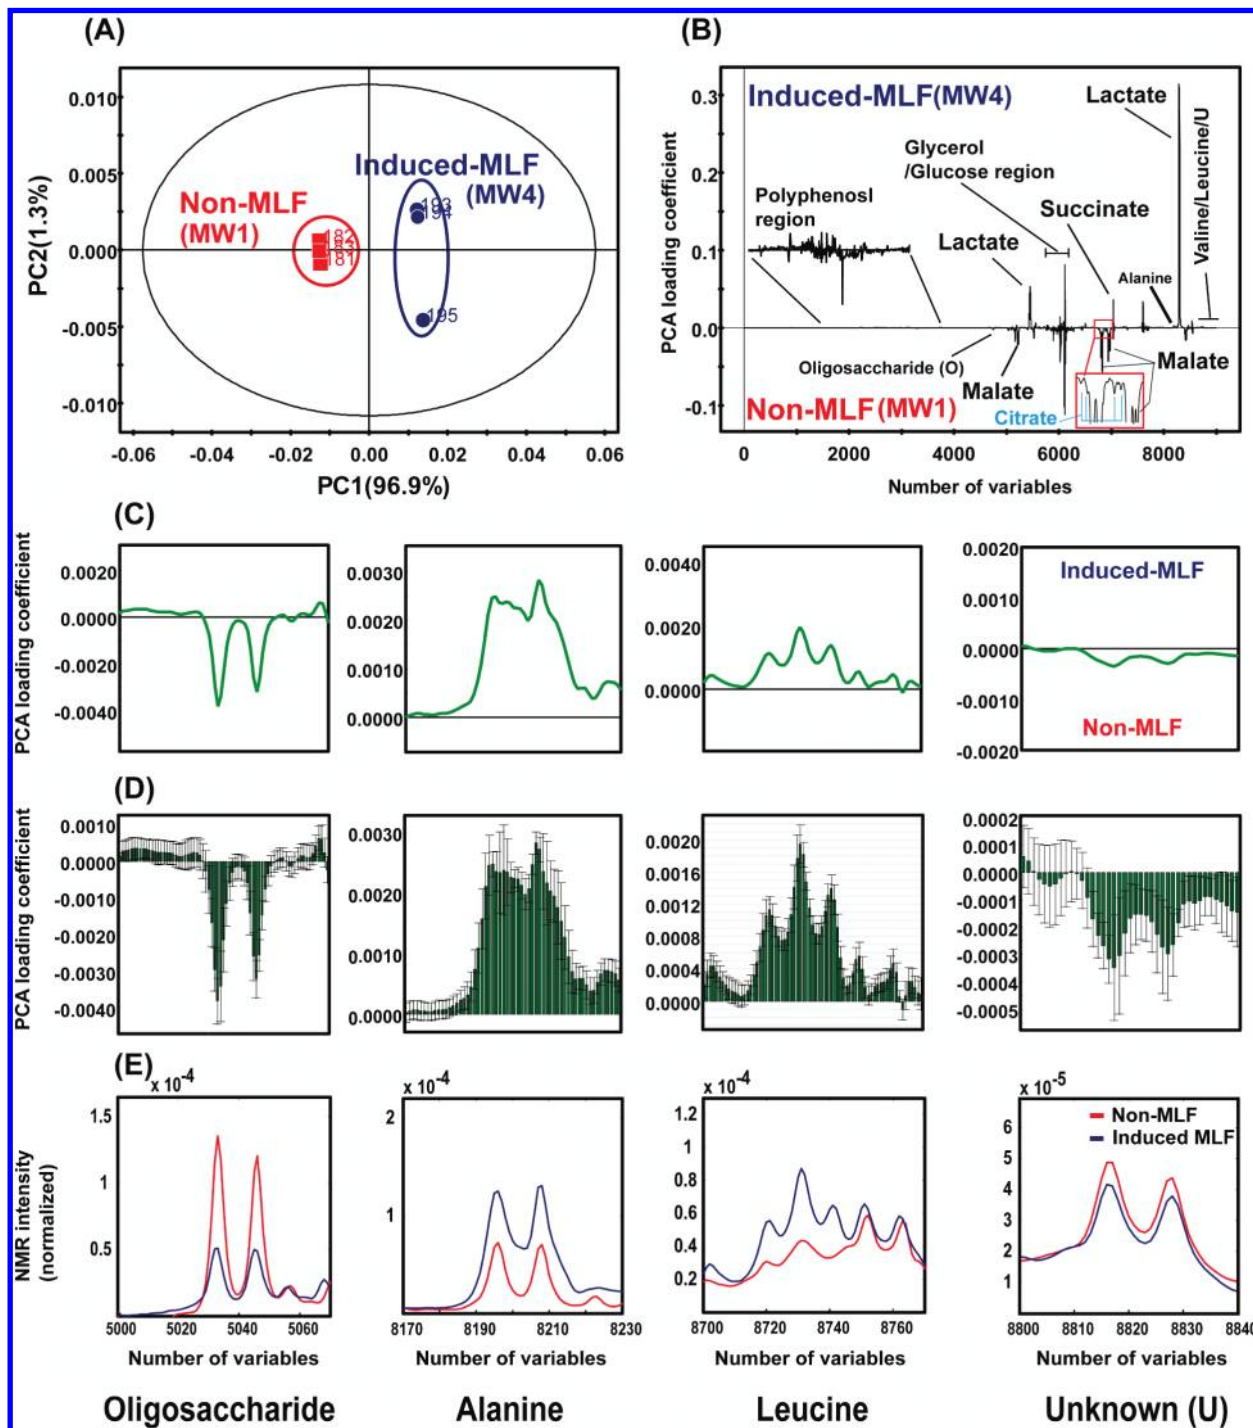 (A)
PC2(1.3%)
0.010
0.005
0.000
-0.005
-0.010
Non-MLF
(MW1)
Induced-MLF
(MW4)
193
194
195
-0.06
-0.04
-0.02
0.00
0.02
0.04
0.06
PC1(96.9%)
(B)
PCA loading coefficient
0.3
0.2
0.1
0.0
-0.1
Induced-MLF(MW4)
Lactate
Glycerol
/Glucose region
Polyphenosl
region
Succinate
Lactate
Alanine
Valine/Leucine/U
Oligosaccharide (O)
Malate
Malate
Non-MLF(MW1)
Citrate
0
2000
4000
6000
8000
Number of variables
(C)
PCA loading coefficient
0.0020
0.0000
-0.0020
-0.0040
0.0030
0.0020
0.0010
0.0000
0.0040
0.0020
0.0000
0.0020
0.0010
0.0000
-0.0010
-0.0020
Induced-MLF
Non-MLF
(D)
PCA loading coefficient
0.0010
0.0000
-0.0010
-0.0020
-0.0030
-0.0040
0.0030
0.0020
0.0010
0.0000
0.0020
0.0016
0.0012
0.0008
0.0004
0.0000
0.0002
0.0001
0.0000
-0.0001
-0.0002
-0.0003
-0.0004
-0.0005
(E)
NMR intensity
(normalized)
x 10-4
1.5
1
0.5
5000
5020
5040
5060
Number of variables
x 10-4
2
1
8170
8190
8210
8230
Number of variables
x 10-4
1.2
1
0.8
0.6
0.4
0.2
8700
8720
8740
8760
Number of variables
x 10-5
6
5
4
3
2
1
Non-MLF
Induced MLF
8800
8810
8820
8830
8840
Number of variables
Oligosaccharide
Alanine
Leucine
Unknown (U)